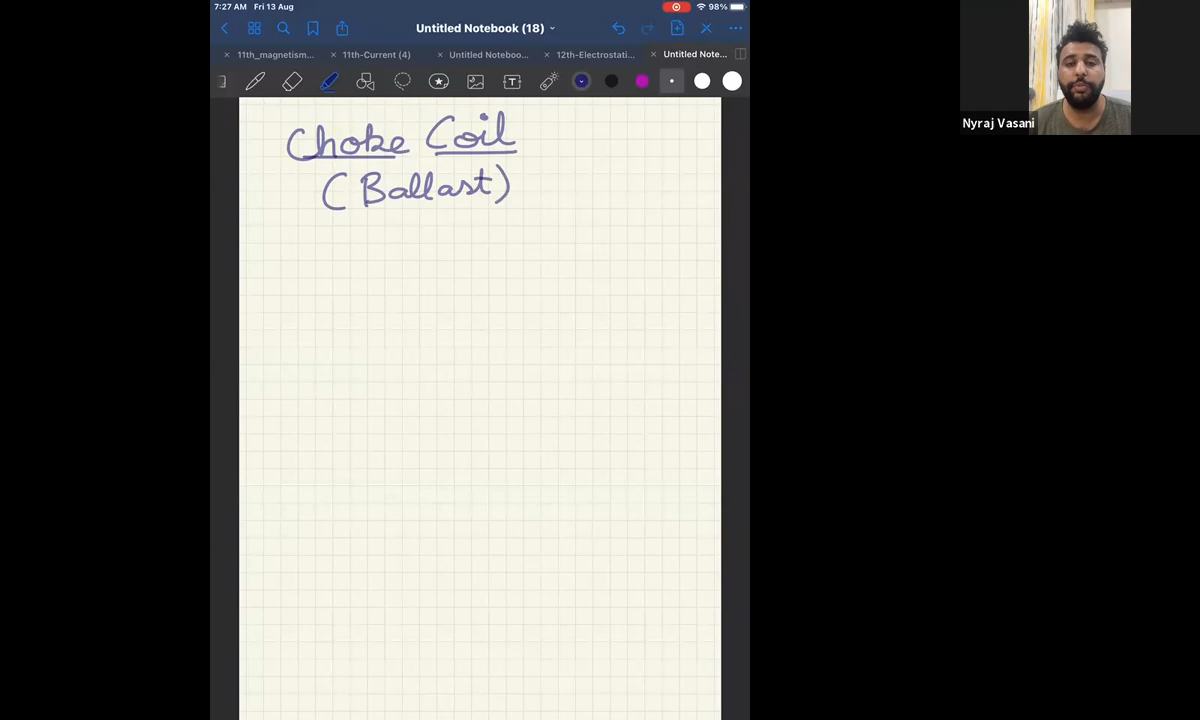 7:27 AM Fri 13 Aug 98%
Untitled Notebook (18)
11th_magnetism... 11th-Current (4) Untitled Noteboo... 12th-Electrostati... Untitled Note...
Choke Coil
(Ballast)
Nyraj Vasani